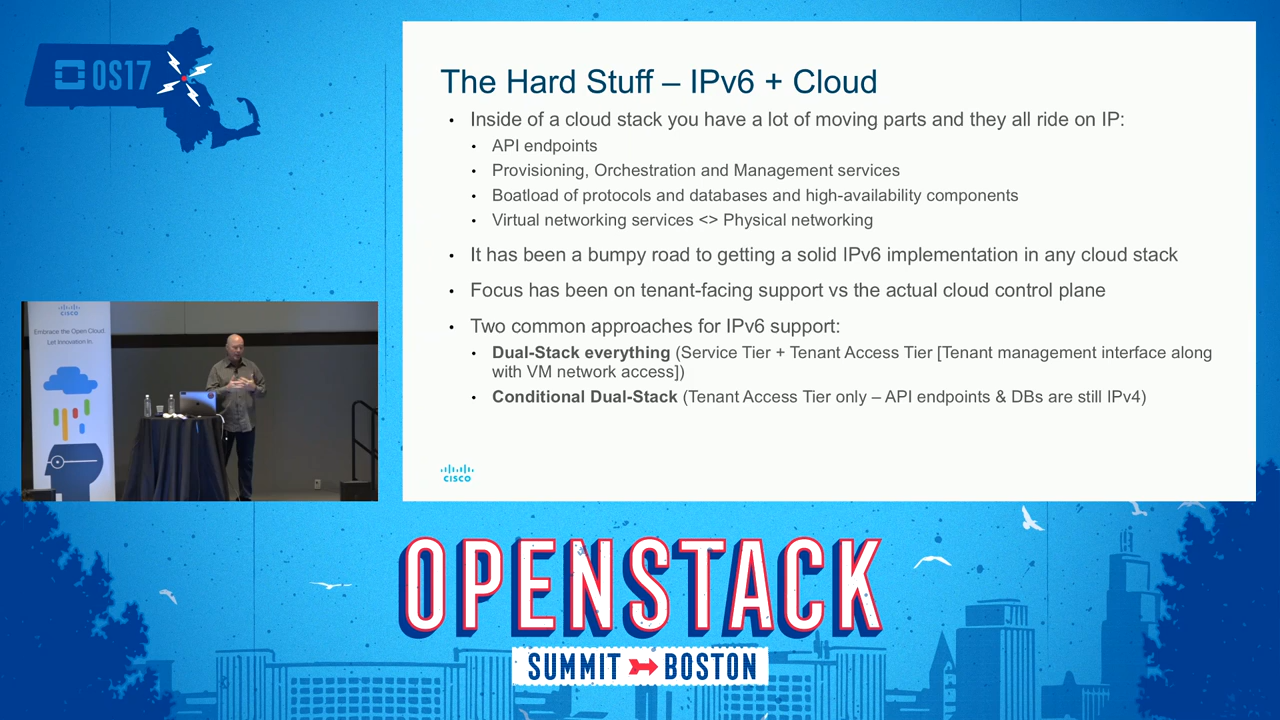 OS17
The Hard Stuff – IPv6 + Cloud
• Inside of a cloud stack you have a lot of moving parts and they all ride on IP:
• API endpoints
• Provisioning, Orchestration and Management services
• Boatload of protocols and databases and high-availability components
• Virtual networking services <> Physical networking
• It has been a bumpy road to getting a solid IPv6 implementation in any cloud stack
• Focus has been on tenant-facing support vs the actual cloud control plane
• Two common approaches for IPv6 support:
• Dual-Stack everything (Service Tier + Tenant Access Tier [Tenant management interface along
with VM network access])
• Conditional Dual-Stack (Tenant Access Tier only – API endpoints & DBs are still IPv4)
CISCO
CISCO
Embrace the Open Cloud.
Let Innovation In.
OPENSTACK
SUMMIT BOSTON